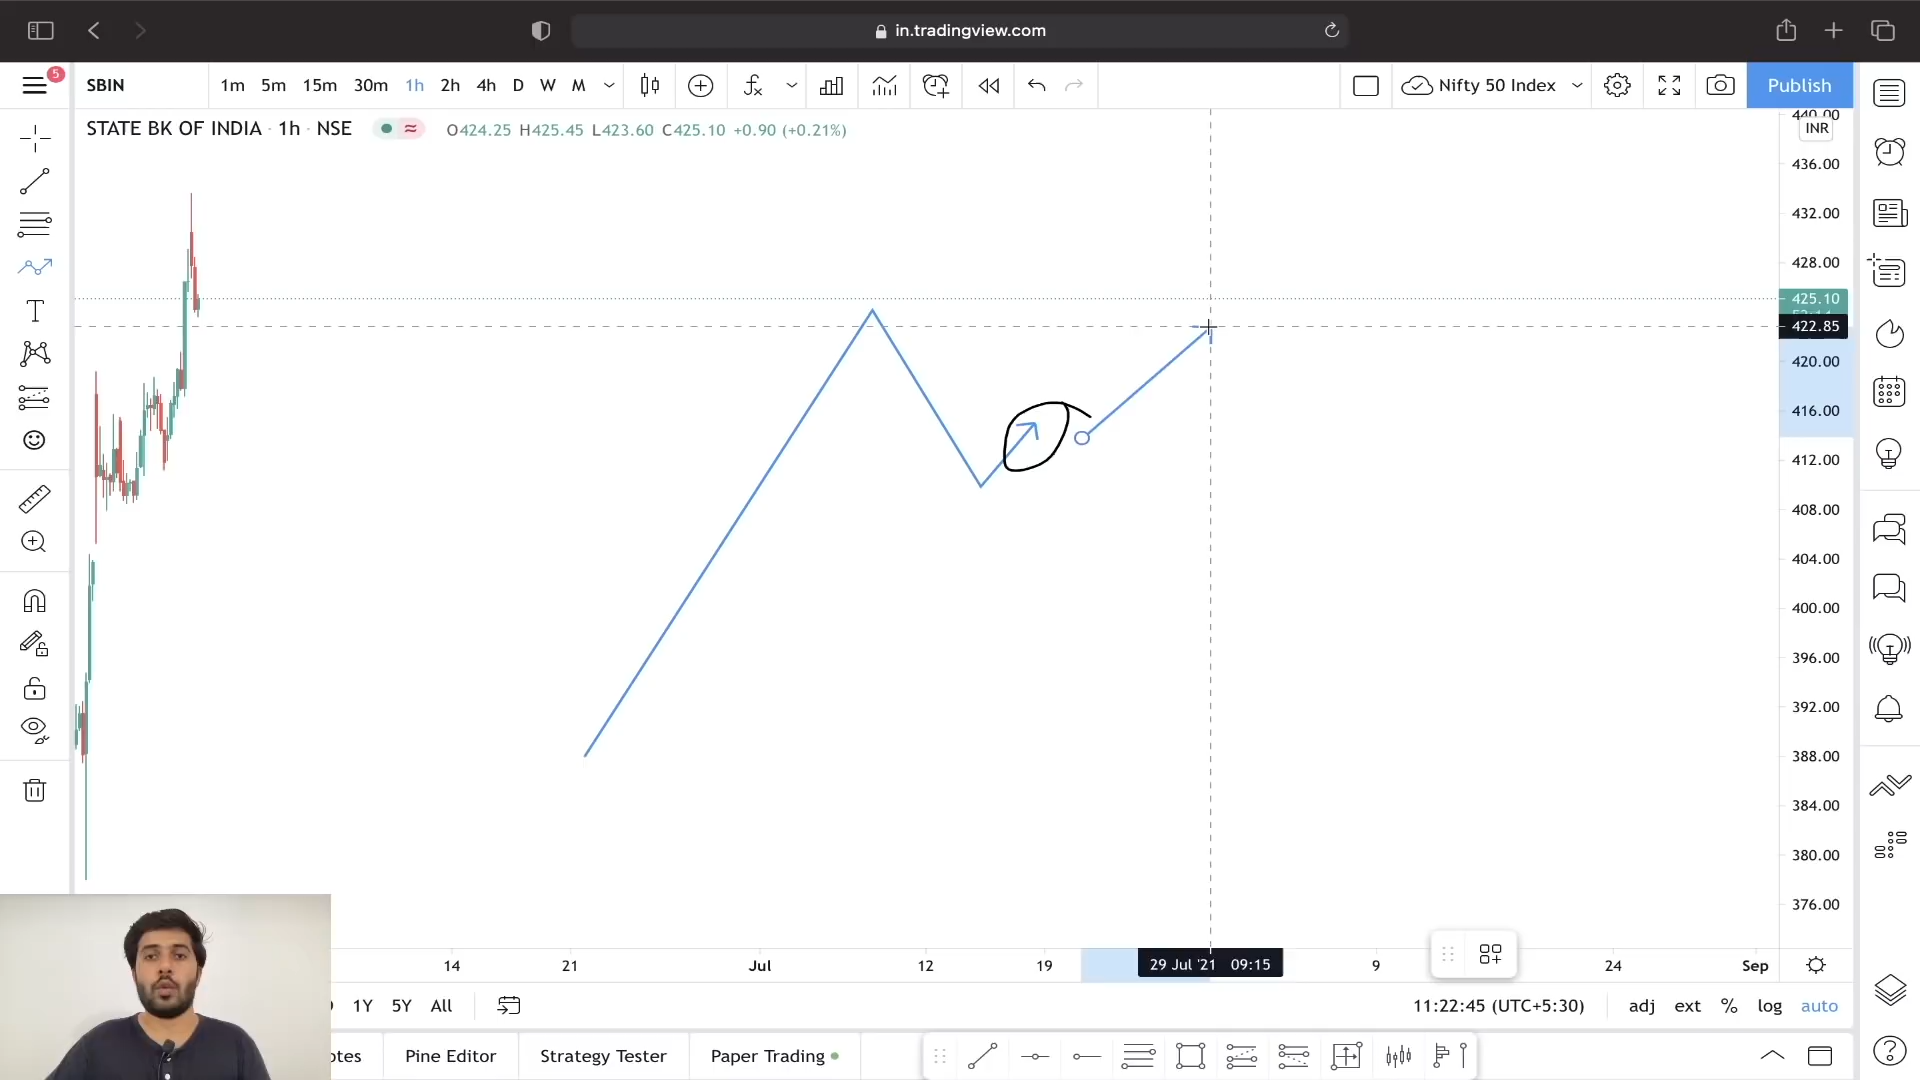 in.tradingview.com
5
SBIN
1m 5m 15m 30m 1h 2h 4h D W M
Nifty 50 Index
Publish
STATE BK OF INDIA · 1h · NSE
O424.25 H425.45 L423.60 C425.10 +0.90 (+0.21%)
440.00
INR
436.00
432.00
428.00
425.10
422.85
420.00
416.00
412.00
408.00
404.00
400.00
396.00
392.00
388.00
384.00
380.00
376.00
14 21 Jul 12 19 29 Jul '21 09:15 9 24 Sep
1Y 5Y All
11:22:45 (UTC+5:30) adj ext % log auto
otes Pine Editor Strategy Tester Paper Trading